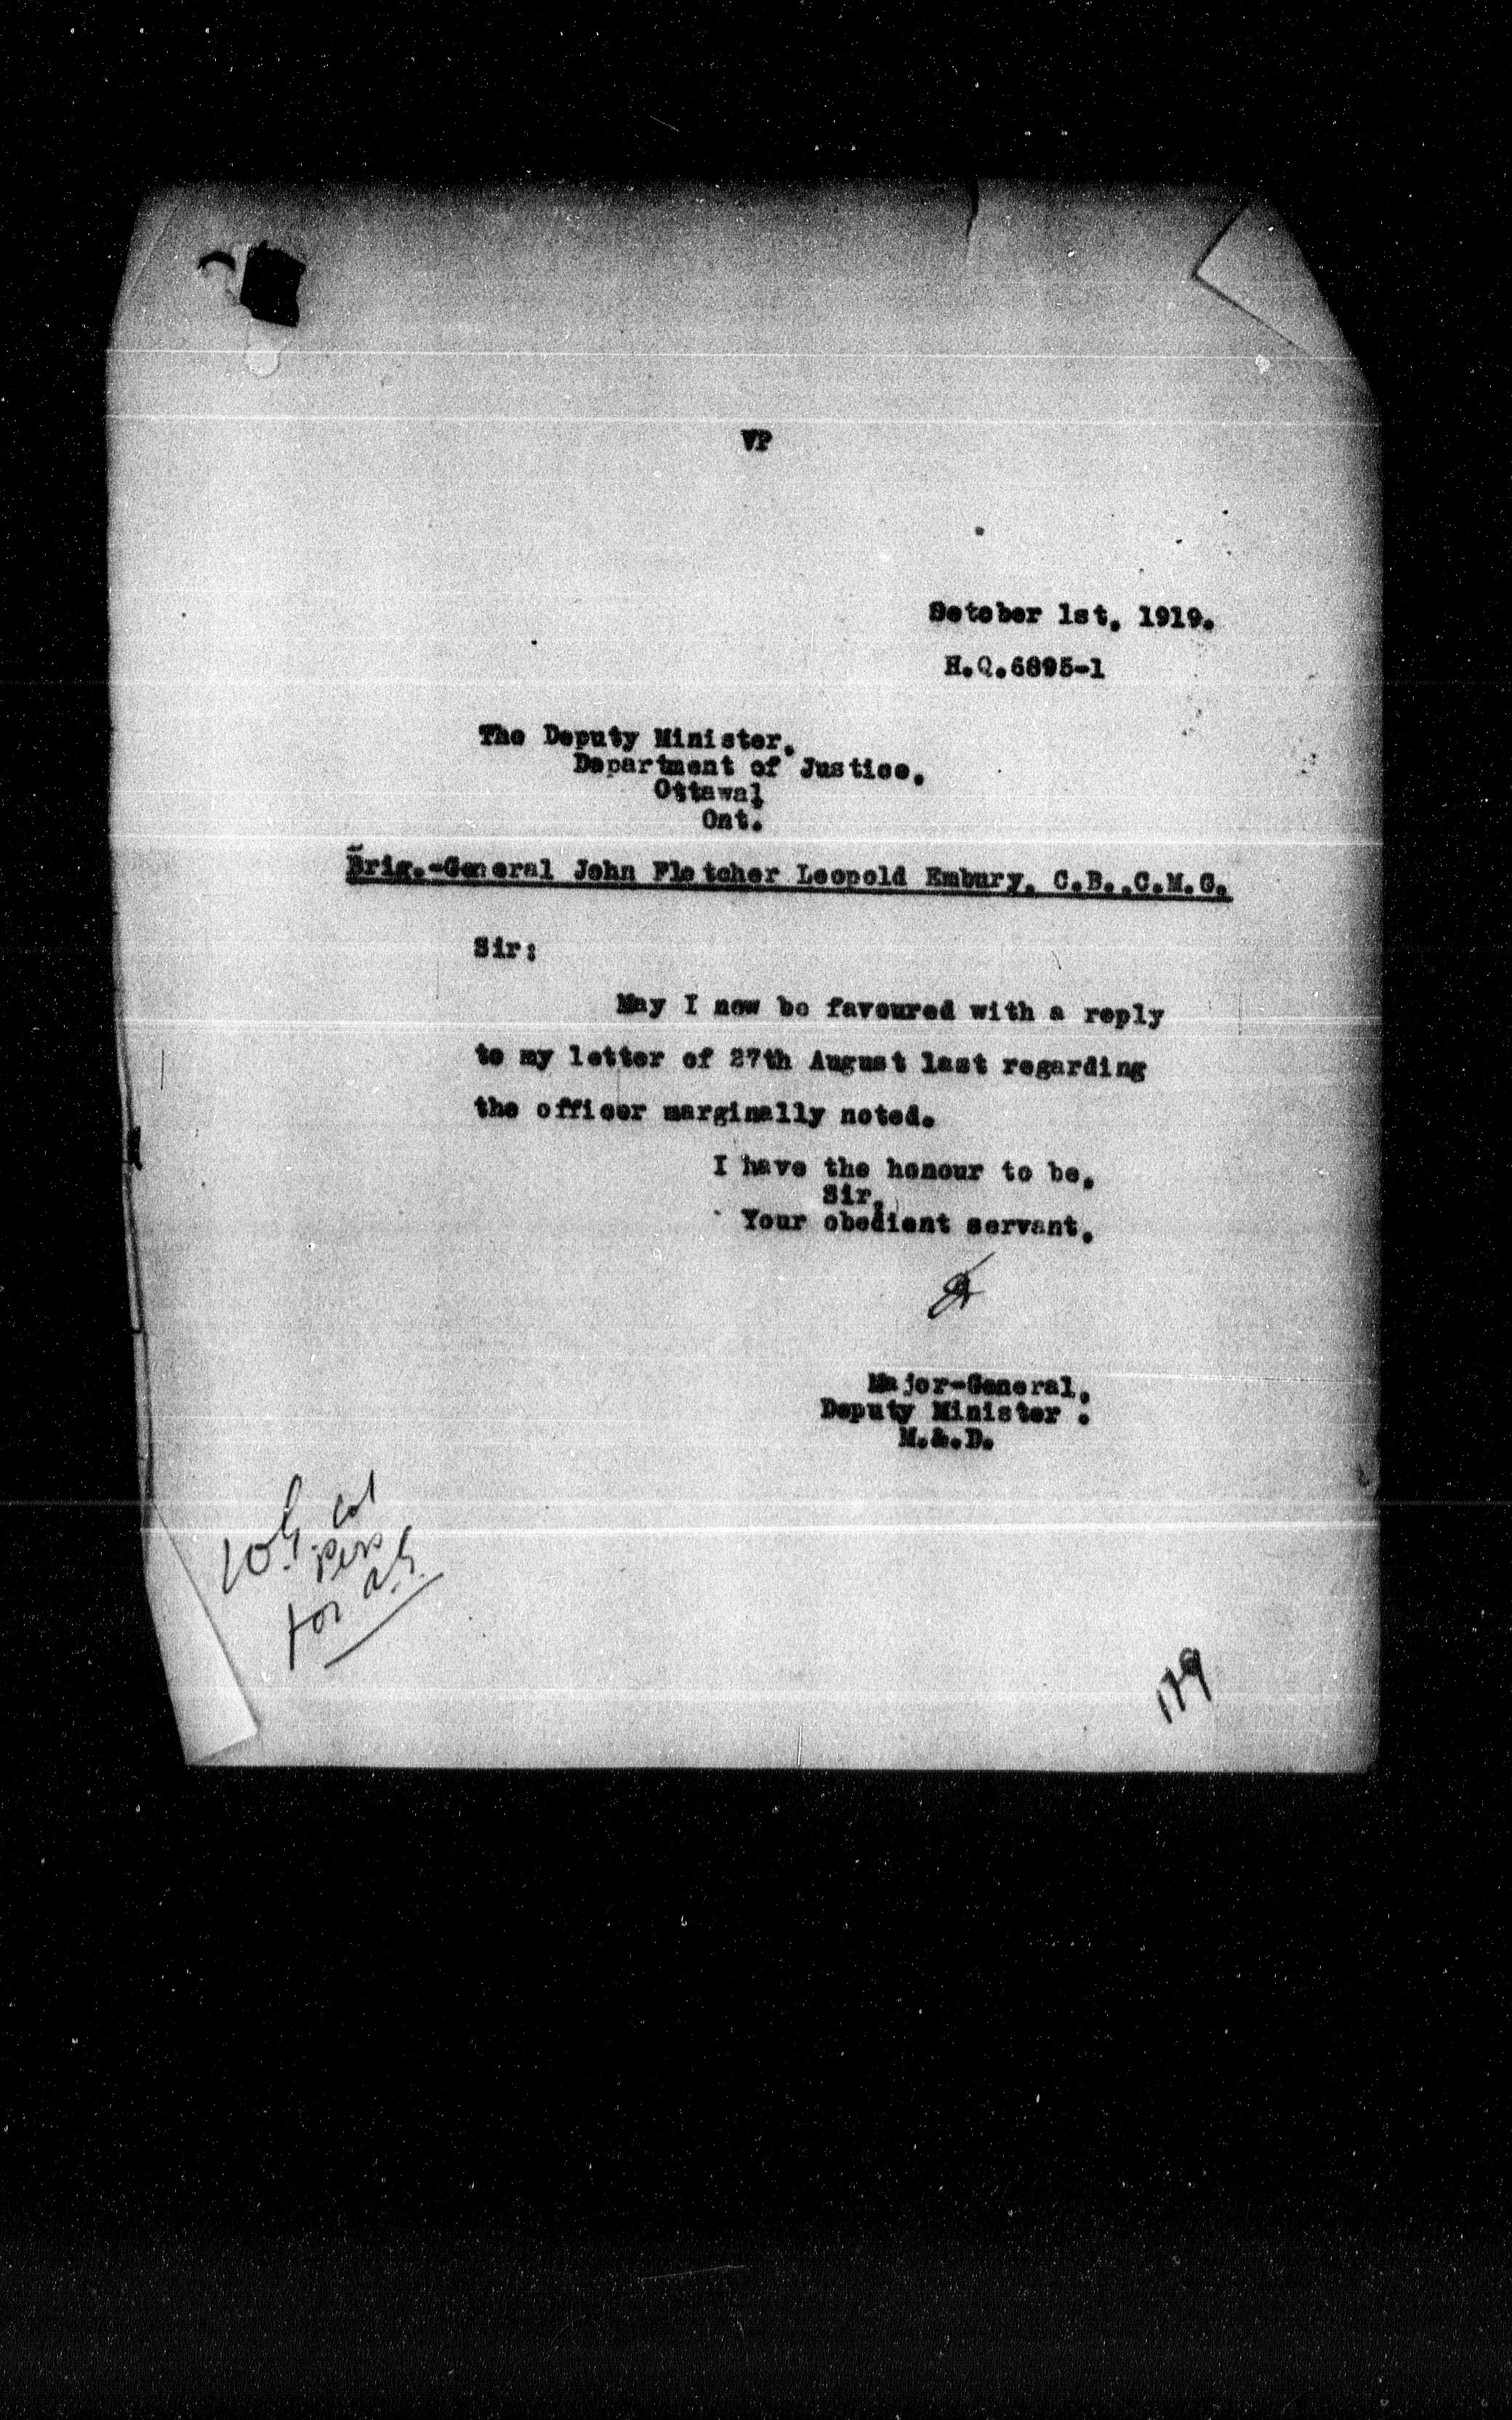 VP
October 1st, 1919.
H.Q.6895-1
The Deputy Minister,
Department of Justice,
Ottawa,
Ont.
Brig.-General John Fletcher Leopold Embury, C.B.,C.M.G.
Sir:
May I now be favoured with a reply
to my letter of 27th August last regarding
the officer marginally noted.
I have the honour to be,
Sir,
Your obedient servant,
Major-General,
Deputy Minister .
M.&.D.
for a.g.
179